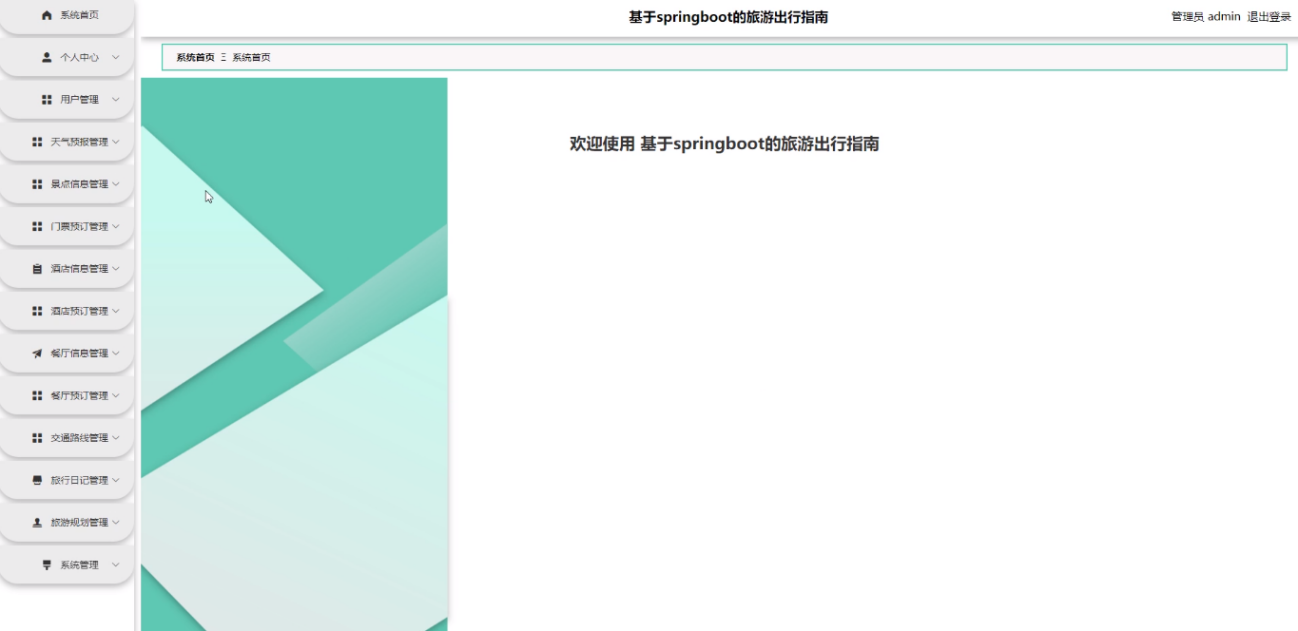 系统首页
个人中心
用户管理
天气预报管理
景点信息管理
门票预订管理
酒店信息管理
酒店预订管理
餐厅信息管理
餐厅预订管理
交通路线管理
旅行日记管理
旅游规划管理
系统管理
基于springboot的旅游出行指南
管理员 admin 退出登录
系统首页 Ξ 系统首页
欢迎使用 基于springboot的旅游出行指南